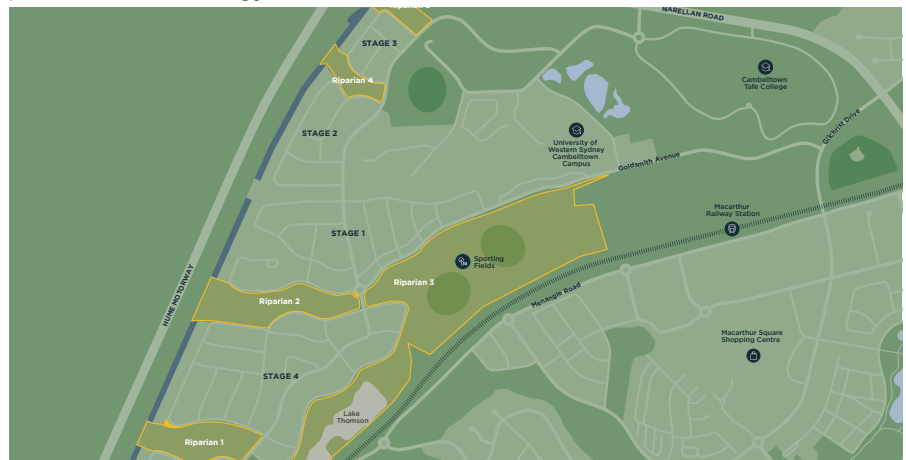 NARELLAN ROAD
STAGE 3
Riparian 4
Cambelltown
Tafe College
STAGE 2
Gilchrist Drive
University of
Western Sydney
Cambelltown
Campus
Goldsmith Avenue
Macarthur
Railway Station
STAGE 1
Sporting
Fields
Riparian 3
HUME MOTORWAY
Riparian 2
Menangle Road
Macarthur Square
Shopping Centre
STAGE 4
Lake
Thomson
Riparian 1